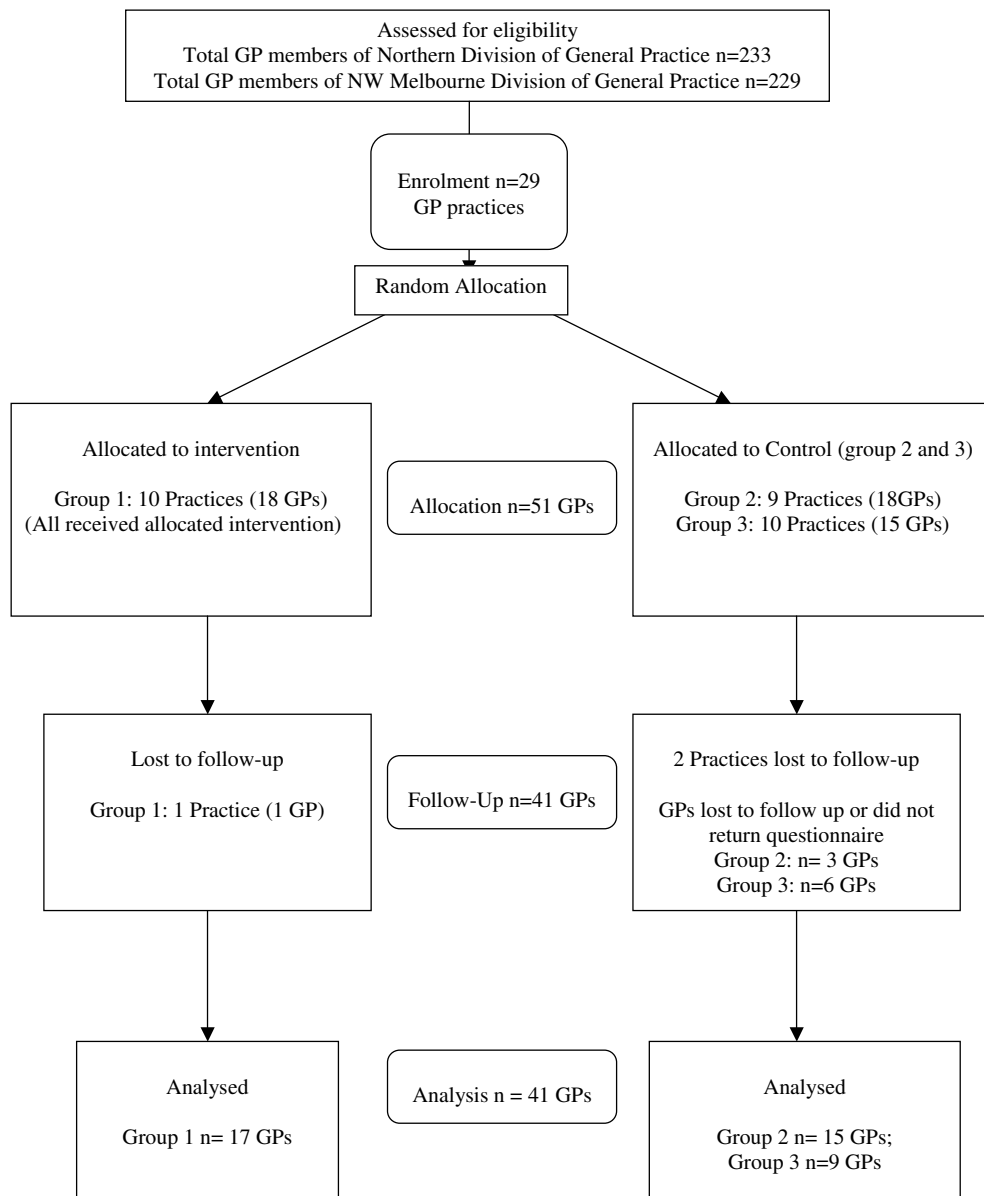 Assessed for eligibility
Total GP members of Northern Division of General Practice n=233
Total GP members of NW Melbourne Division of General Practice n=229
Enrolment n=29
GP practices
Random Allocation
Allocated to intervention
Group 1: 10 Practices (18 GPs)
(All received allocated intervention)
Allocation n=51 GPs
Allocated to Control (group 2 and 3)
Group 2: 9 Practices (18GPs)
Group 3: 10 Practices (15 GPs)
Lost to follow-up
Group 1: 1 Practice (1 GP)
Follow-Up n=41 GPs
2 Practices lost to follow-up
GPs lost to follow up or did not
return questionnaire
Group 2: n= 3 GPs
Group 3: n=6 GPs
Analysed
Group 1 n= 17 GPs
Analysis n = 41 GPs
Analysed
Group 2 n= 15 GPs;
Group 3 n=9 GPs